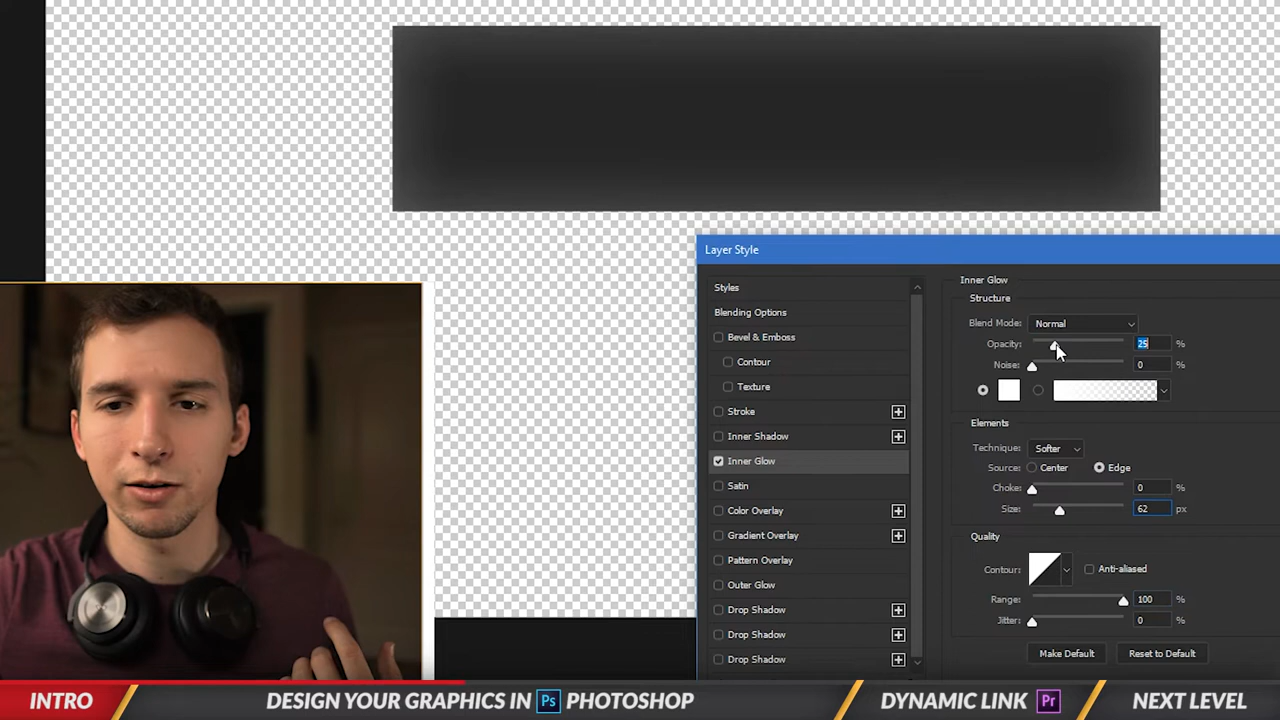 Layer Style
Styles
Blending Options
Bevel & Emboss
Contour
Texture
Stroke
Inner Shadow
Inner Glow
Satin
Color Overlay
Gradient Overlay
Pattern Overlay
Outer Glow
Drop Shadow
Drop Shadow
Drop Shadow
Inner Glow
Structure
Blend Mode: Normal
Opacity: 25 %
Noise: 0 %
Elements
Technique: Softer
Source: Center Edge
Choke: 0 %
Size: 62 px
Quality
Contour: Anti-aliased
Range: 100 %
Jitter: 0 %
Make Default Reset to Default
INTRO DESIGN YOUR GRAPHICS IN Ps PHOTOSHOP DYNAMIC LINK Pr NEXT LEVEL